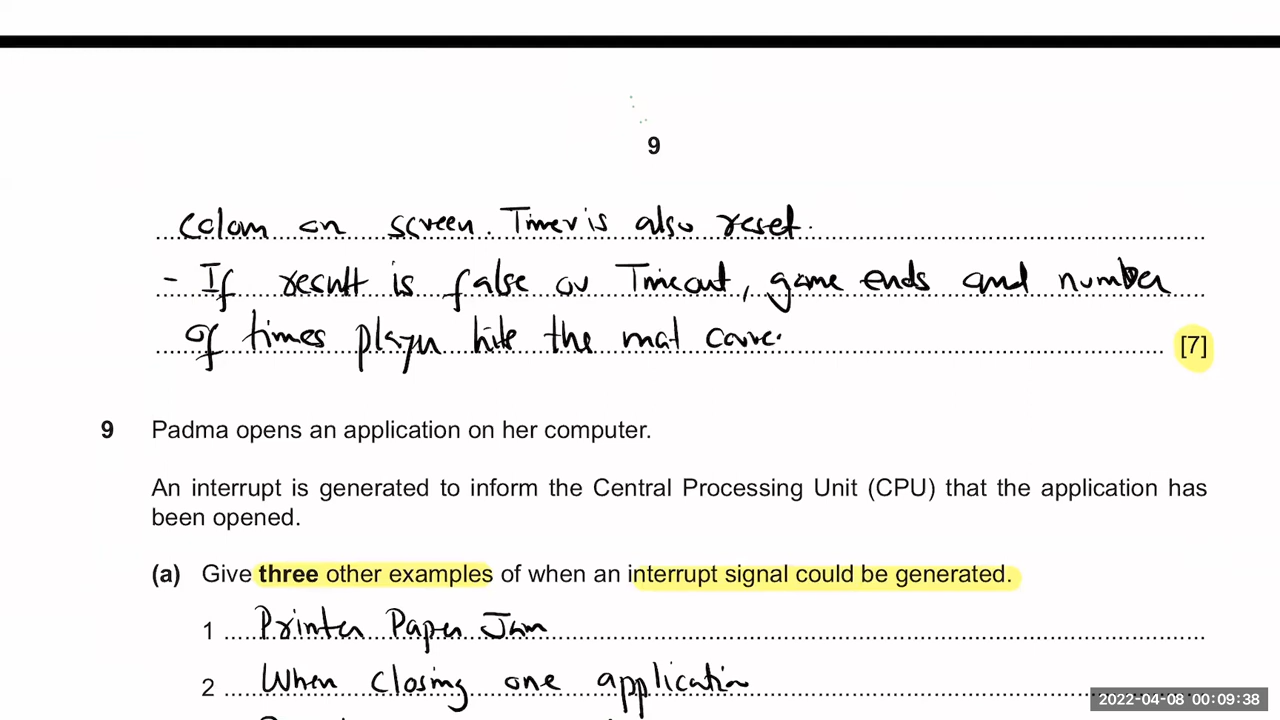 9
on screen. Timer is also reset.
- If result is false or Timeout, game ends and number
of times player hits the mat
[7]
9 Padma opens an application on her computer.
An interrupt is generated to inform the Central Processing Unit (CPU) that the application has
been opened.
(a) Give three other examples of when an interrupt signal could be generated.
1 Printer Paper Jam
2 When closing one application
2022-04-08 00:09:38